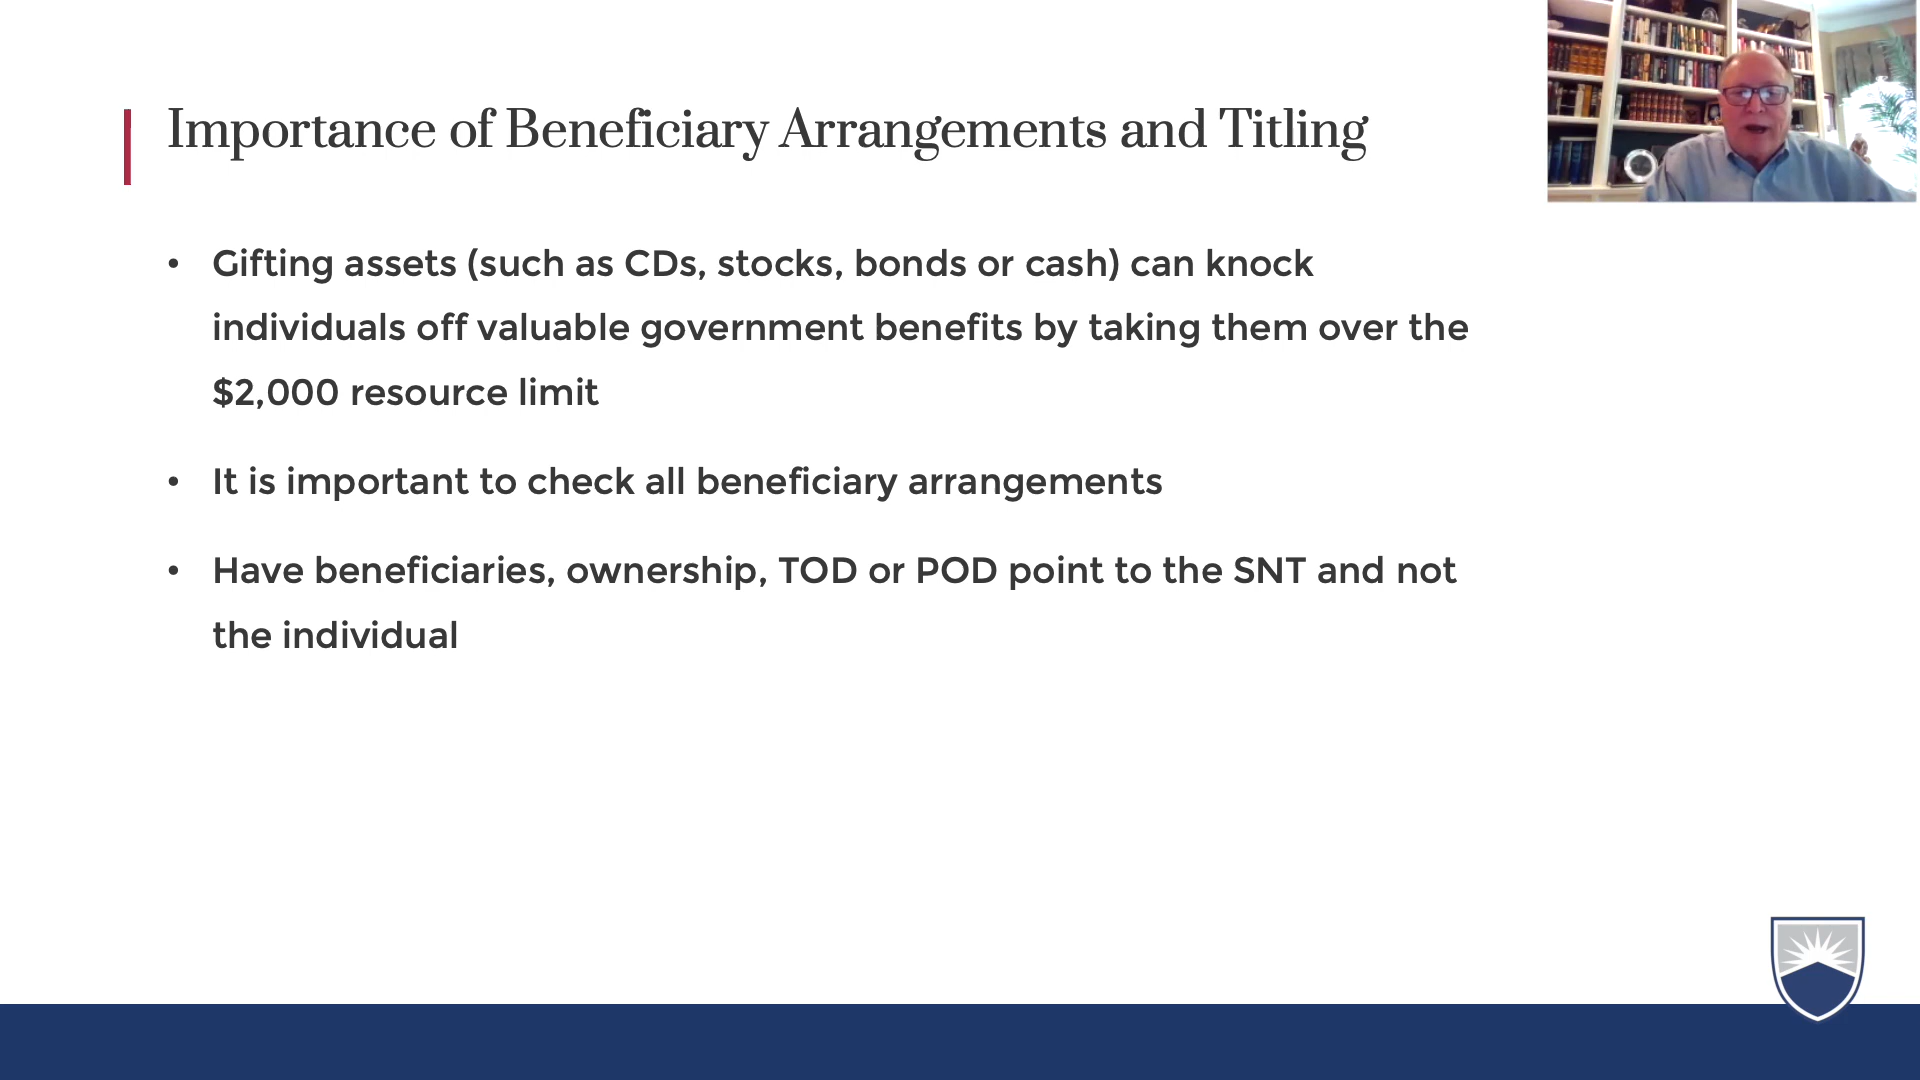 Importance of Beneficiary Arrangements and Titling
• Gifting assets (such as CDs, stocks, bonds or cash) can knock
individuals off valuable government benefits by taking them over the
$2,000 resource limit
• It is important to check all beneficiary arrangements
• Have beneficiaries, ownership, TOD or POD point to the SNT and not
the individual